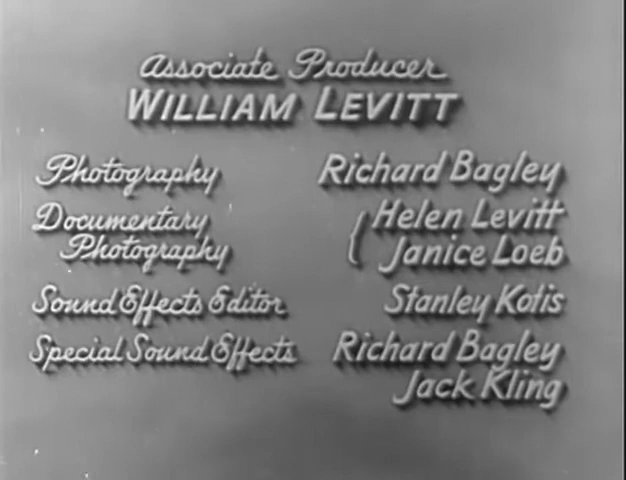 Associate Producer
WILLIAM LEVITT
Photography Richard Bagley
Documentary Helen Levitt
Photography Janice Loeb
Sound Effects Editor Stanley Kotis
Special Sound Effects Richard Bagley
Jack Kling